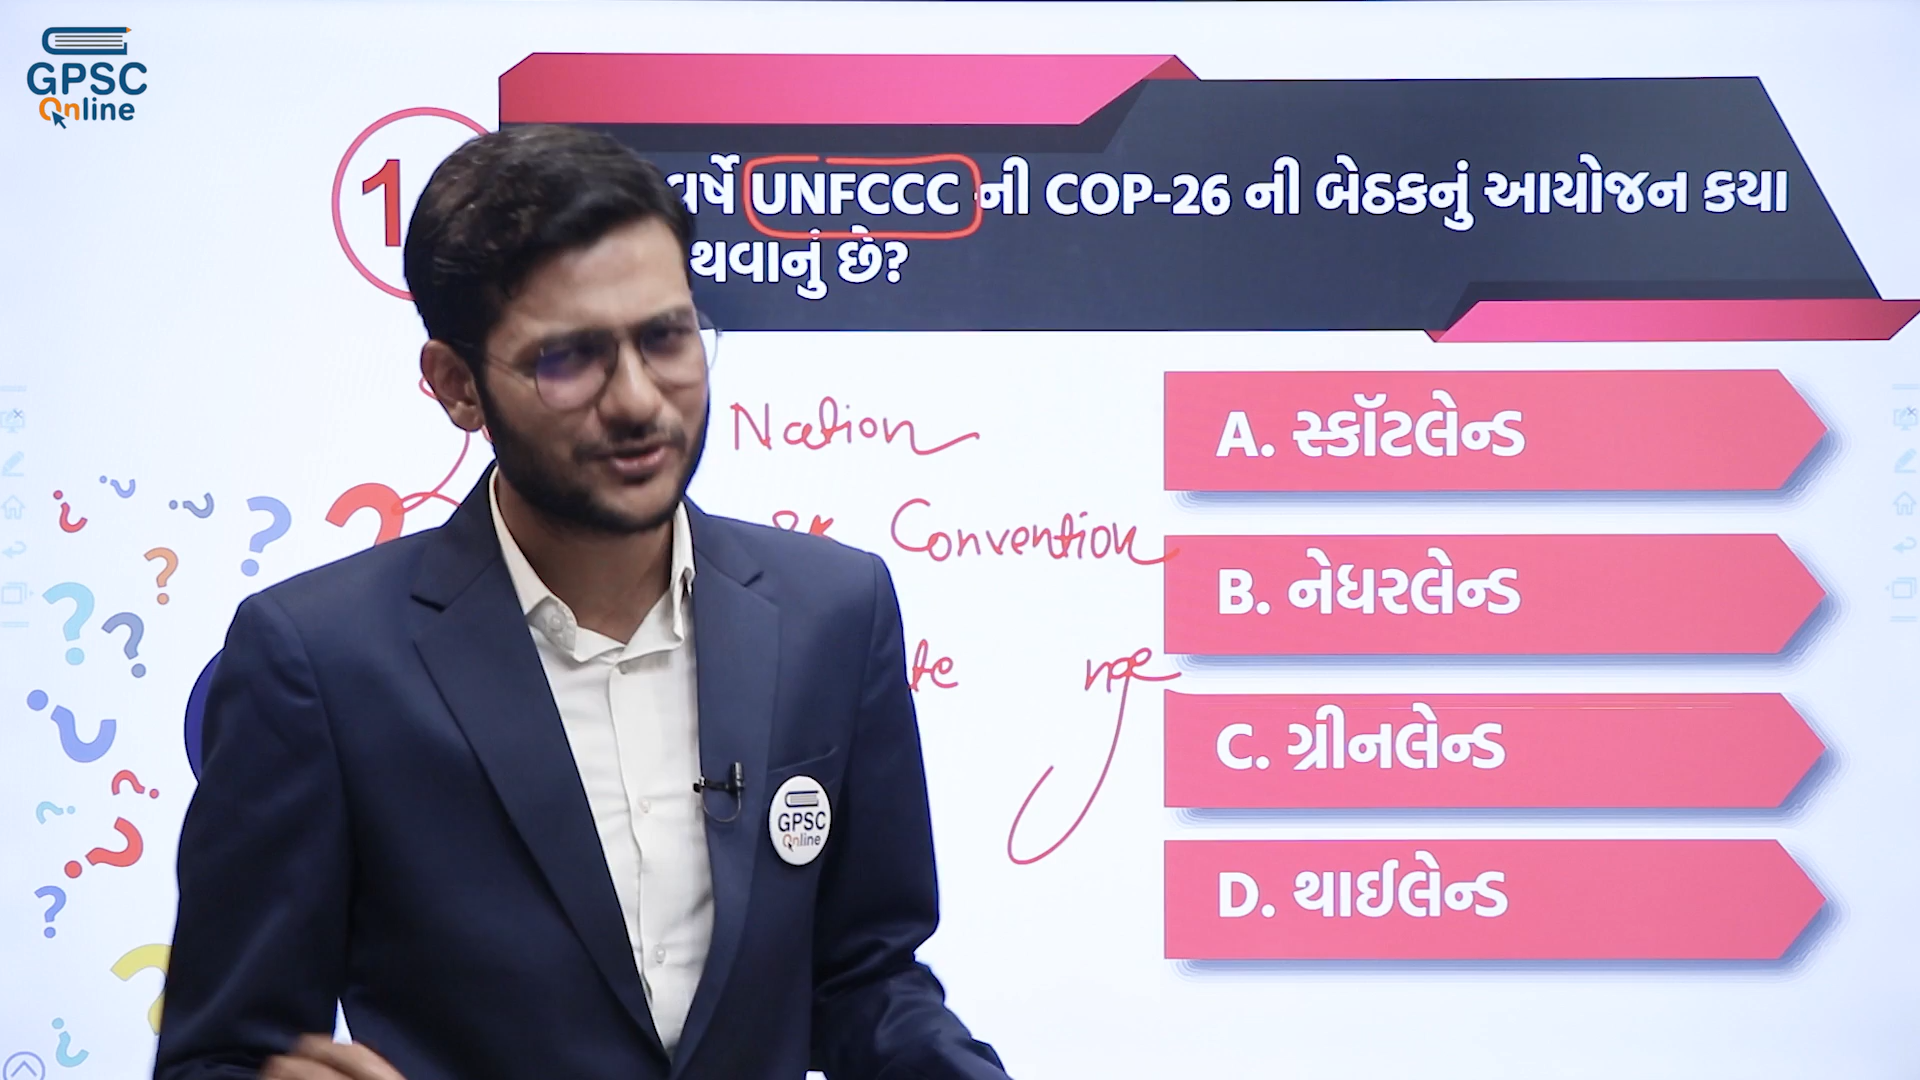 GPSC
Online
1
વર્ષે UNFCCC ની COP-26 ની બેઠકનું આયોજન કયા
થવાનું છે?
Nation
Convention
A. સ્કૉટલેન્ડ
B. નેધરલેન્ડ
C. ગ્રીનલેન્ડ
D. થાઈલેન્ડ
GPSC
Online